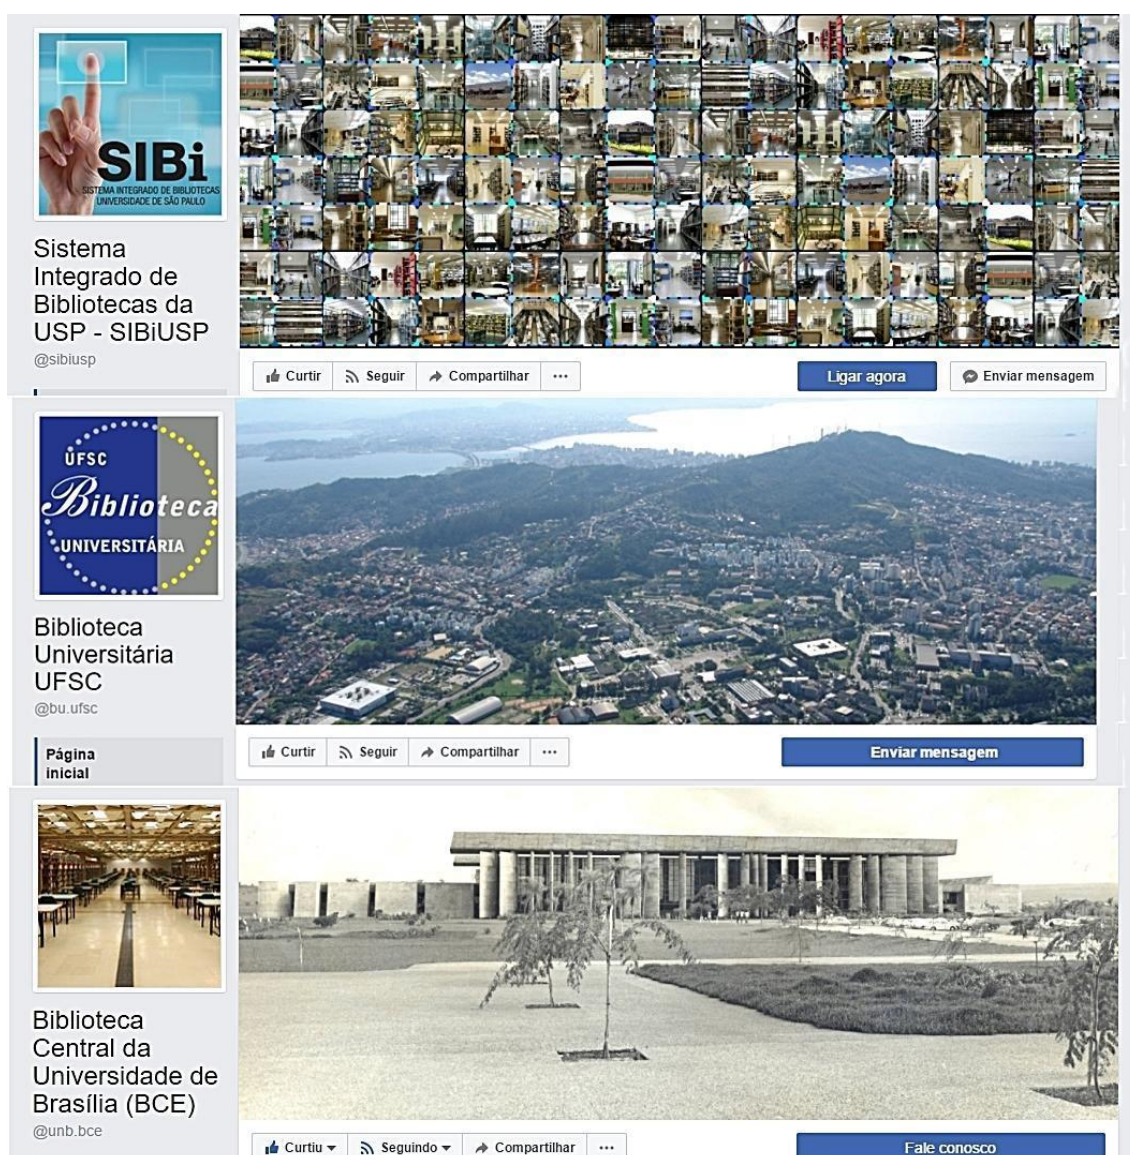 SIBi
SISTEMA INTEGRADO DE BIBLIOTECAS
UNIVERSIDADE DE SÃO PAULO
Sistema
Integrado de
Bibliotecas da
USP - SIBiUSP
@sibiusp
Curtir Seguir Compartilhar ... Ligar agora Enviar mensagem
UFSC
Biblioteca
UNIVERSITÁRIA
Biblioteca
Universitária
UFSC
@bu.ufsc
Página
inicial
Curtir Seguir Compartilhar ... Enviar mensagem
Biblioteca
Central da
Universidade de
Brasília (BCE)
@unb.bce
Curtiu Seguindo Compartilhar ... Fale conosco